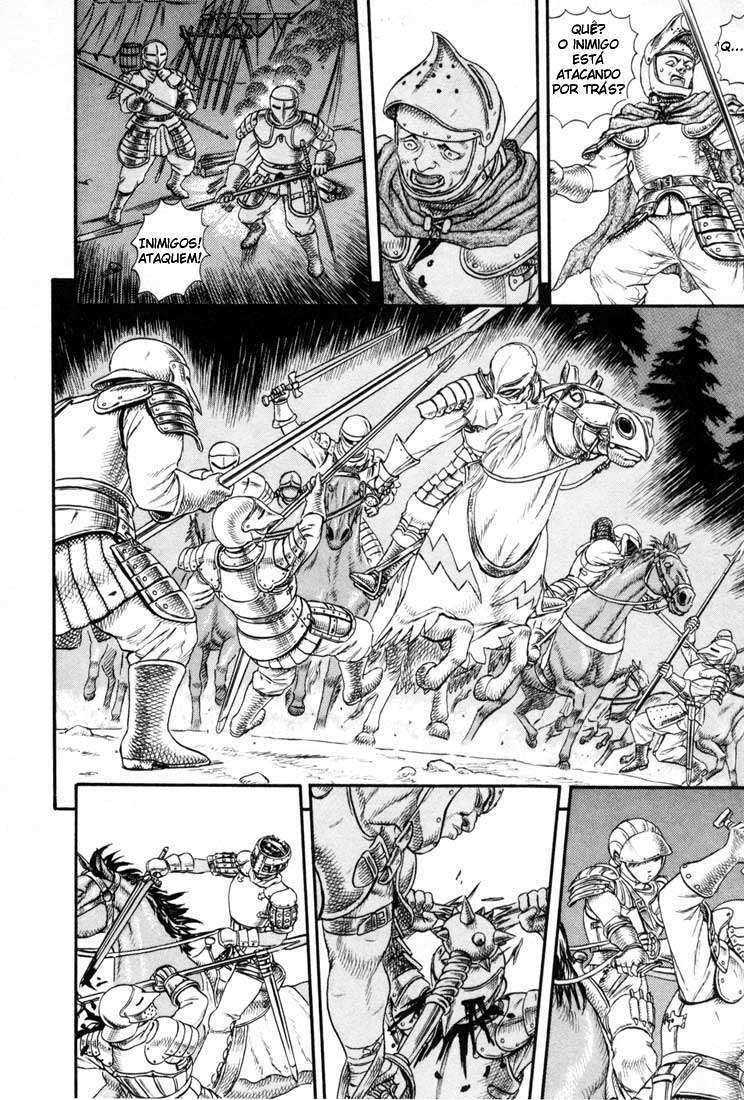 Q...
QUÊ?
O INIMIGO
ESTÁ
ATACANDO
POR TRÁS?
INIMIGOS!
ATAQUEM!